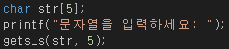 char str[5];
printf("문자열을 입력하세요: ");
gets_s(str, 5);